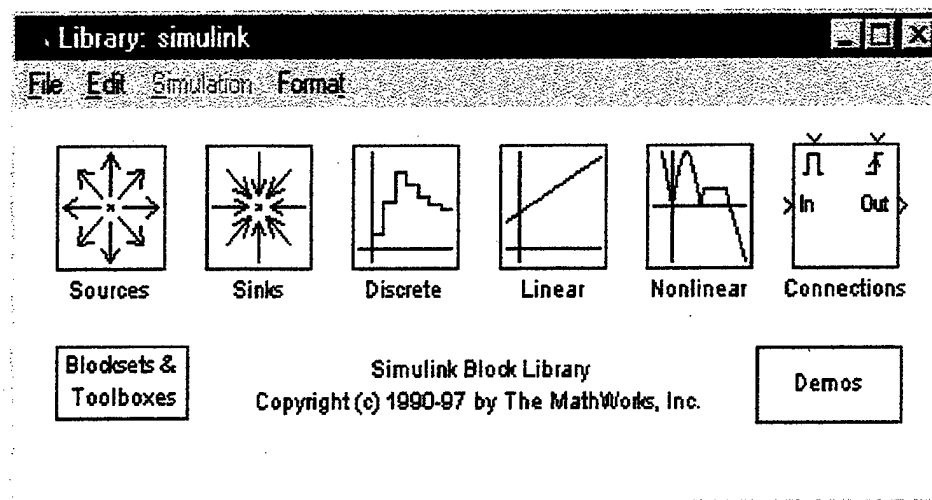 Library: simulink
File Edit Simulation Format
In Out
Sources Sinks Discrete Linear Nonlinear Connections
Blocksets &
Toolboxes
Simulink Block Library
Copyright (c) 1990-97 by The MathWorks, Inc.
Demos